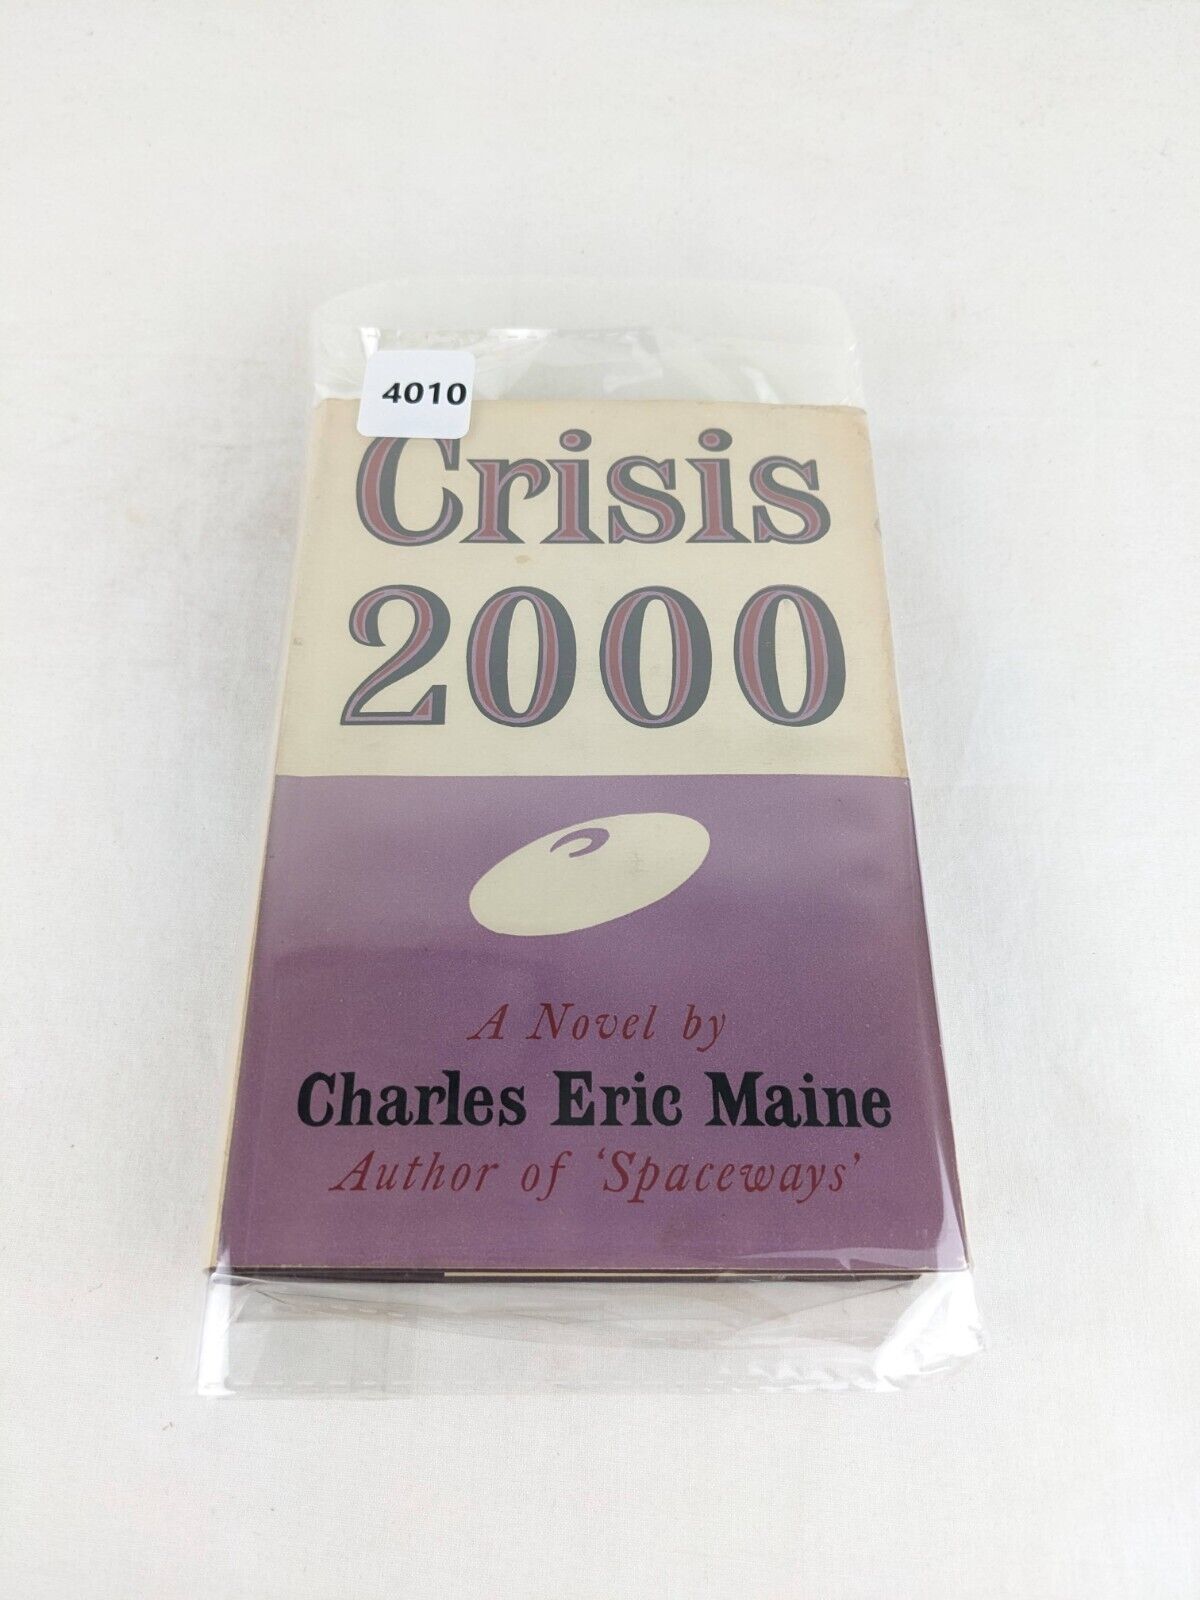 4010
Crisis
2000
A Novel by
Charles Eric Maine
Author of ‘Spaceways’